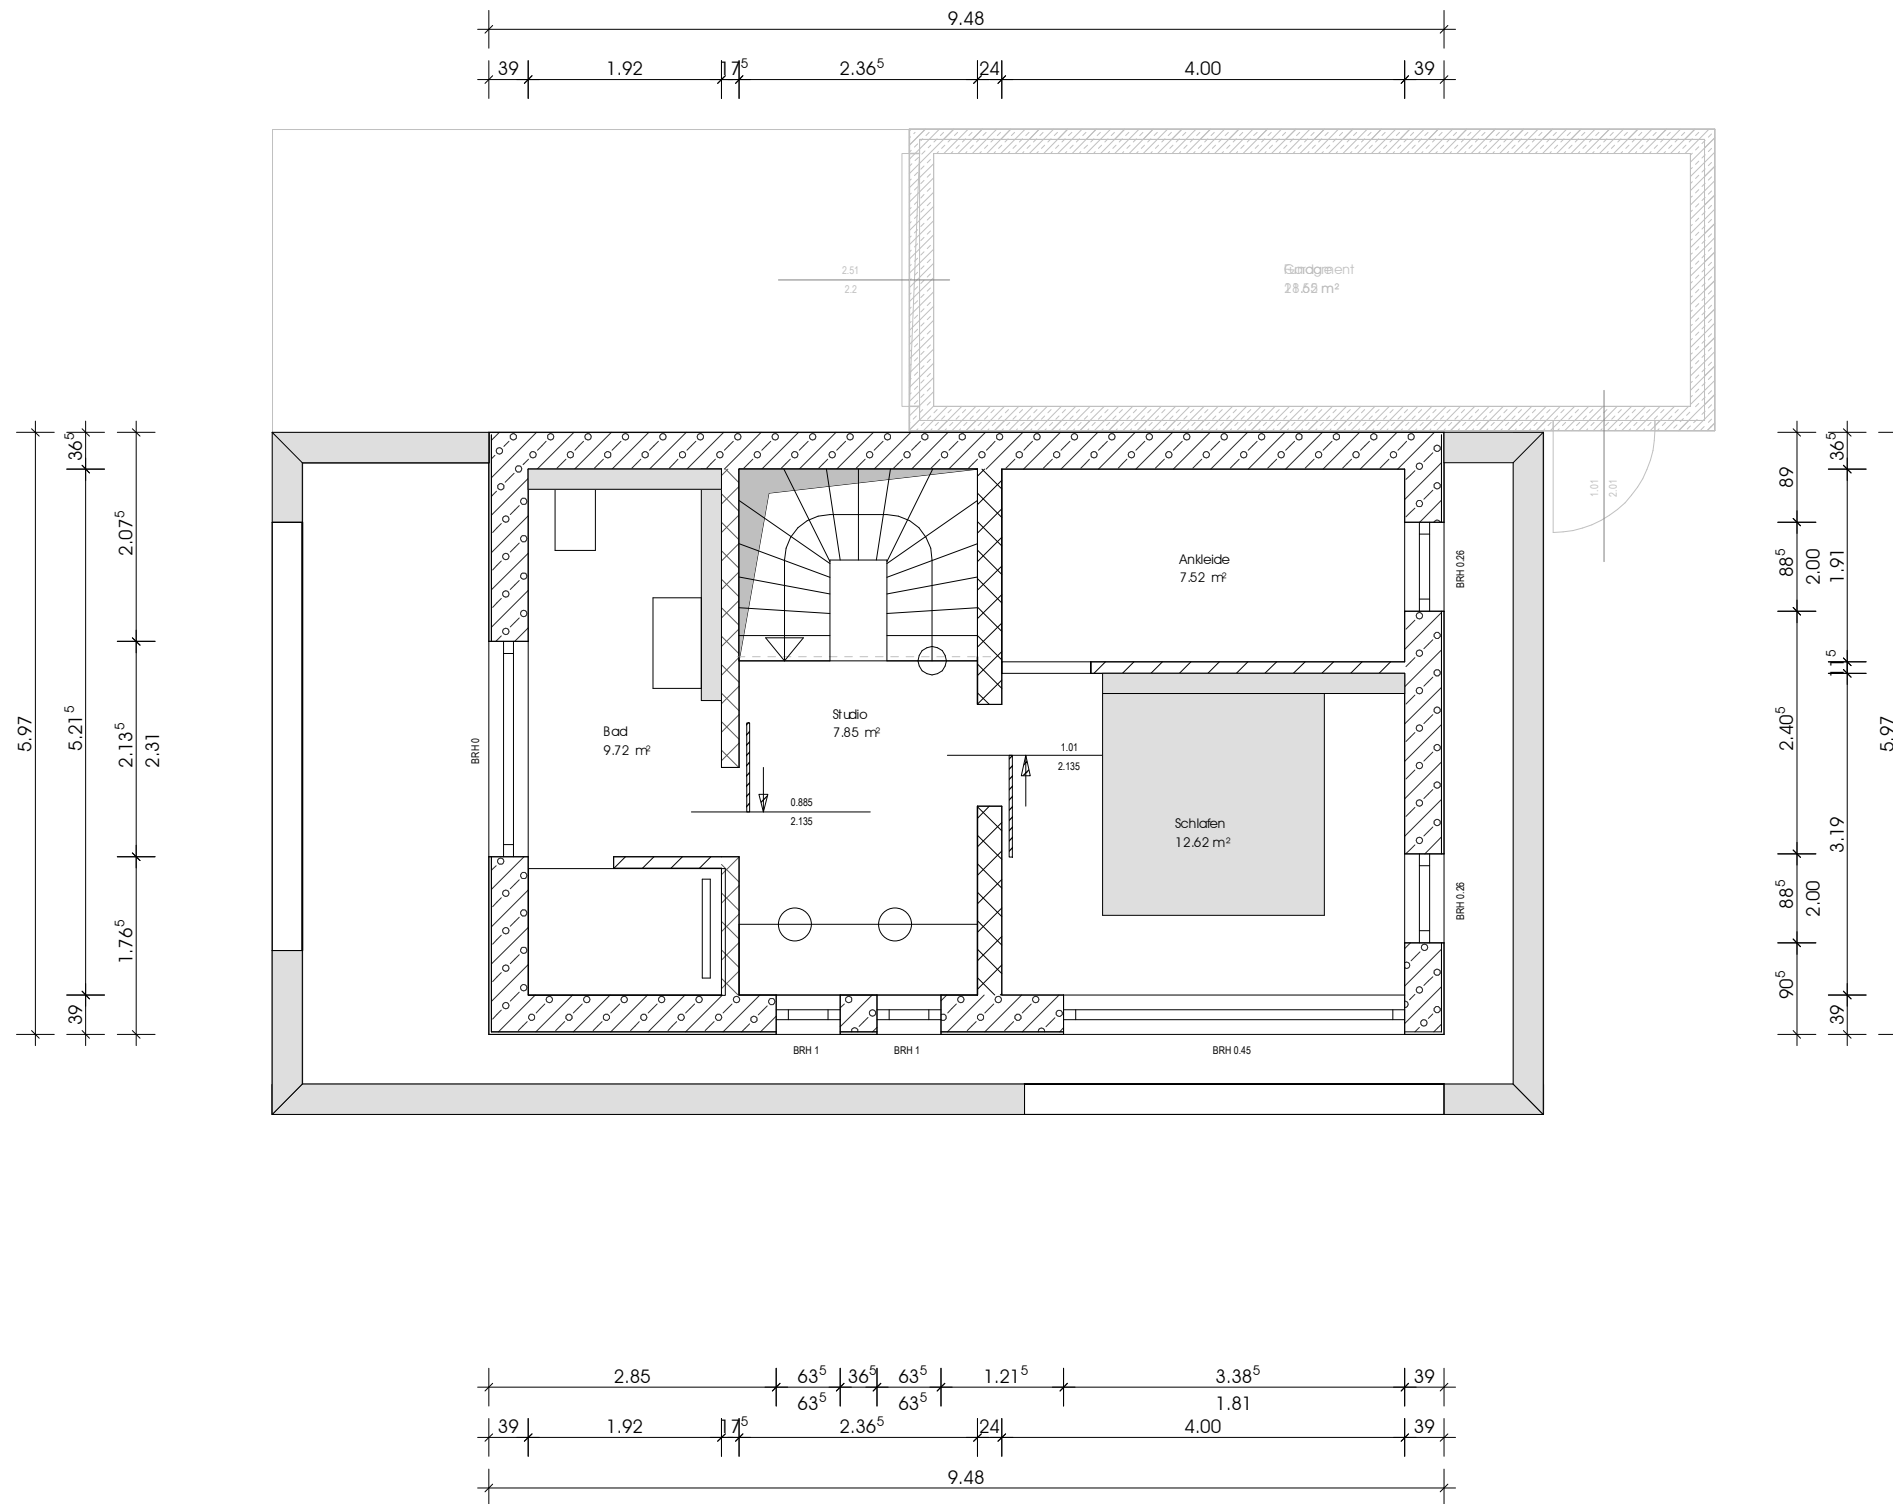 9.48
39 1.92 17⁵ 2.36⁵ 24 4.00 39
2.51
2.2
21.52 m²
1.01
2.01
36⁵
2.07⁵
5.97
5.21⁵
2.13⁵
2.31
1.76⁵
39
BRH 0
Bad
9.72 m²
Studio
7.85 m²
0.885
2.135
Ankleide
7.52 m²
1.01
2.135
Schlafen
12.62 m²
BRH 0.26
BRH 0.26
BRH 1
BRH 1
BRH 0.45
89
36⁵
88⁵
2.00
1.91
11⁵
2.40⁵
3.19
5.97
88⁵
2.00
90⁵
39
2.85 63⁵ 36⁵ 63⁵ 1.21⁵ 3.38⁵ 39
63⁵ 63⁵ 1.81
39 1.92 17⁵ 2.36⁵ 24 4.00 39
9.48